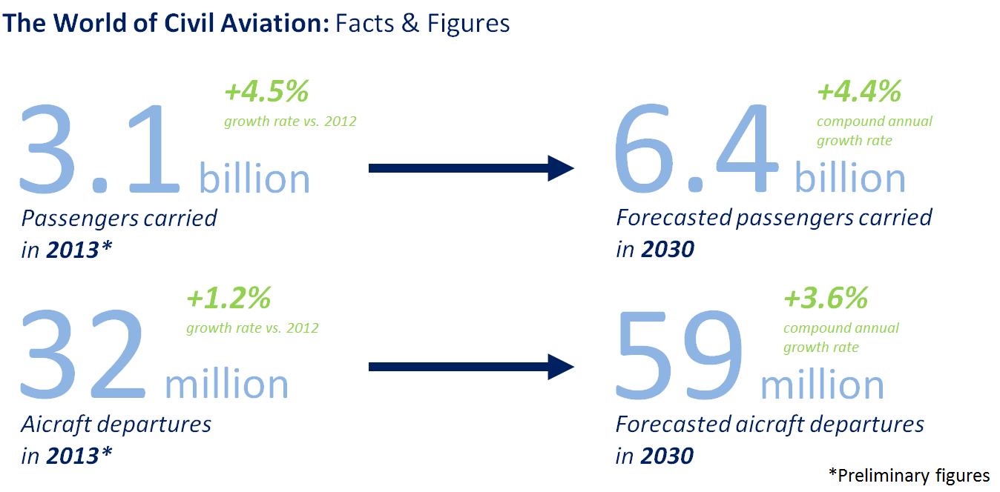 The World of Civil Aviation: Facts & Figures
+4.5%
growth rate vs. 2012
3.1 billion
Passengers carried
in 2013*
+4.4%
compound annual
growth rate
6.4 billion
Forecasted passengers carried
in 2030
+1.2%
growth rate vs. 2012
32 million
Aicraft departures
in 2013*
+3.6%
compound annual
growth rate
59 million
Forecasted aicraft departures
in 2030
*Preliminary figures